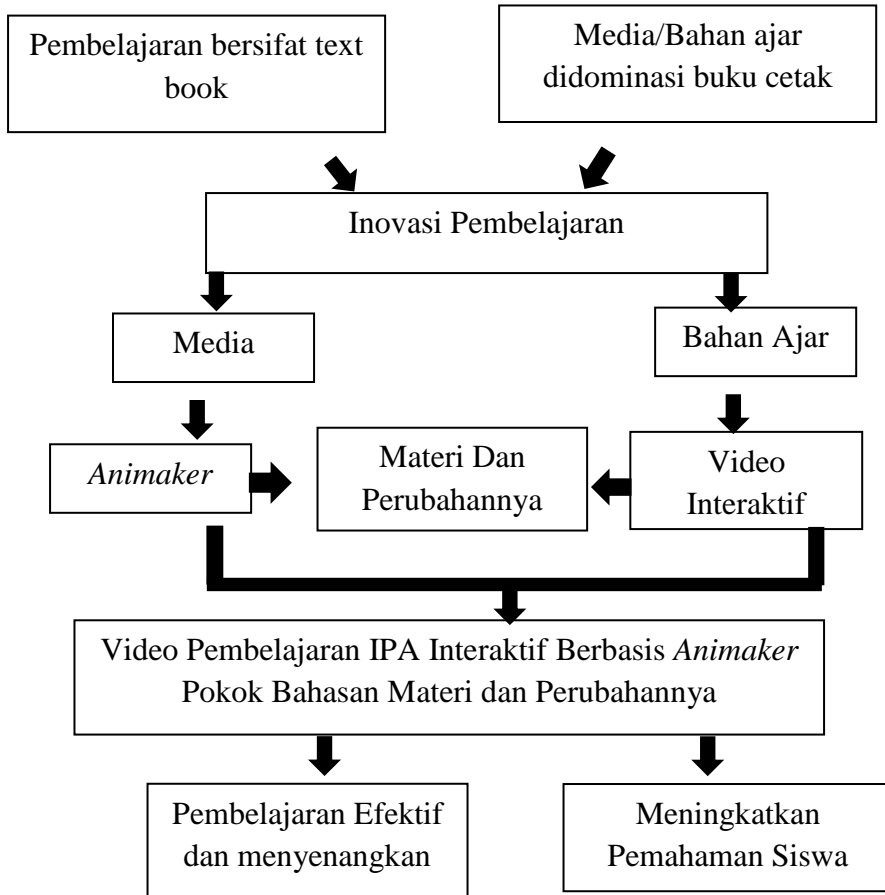 Pembelajaran bersifat text
book
Media/Bahan ajar
didominasi buku cetak
Inovasi Pembelajaran
Media
Bahan Ajar
Animaker
Materi Dan
Perubahannya
Video
Interaktif
Video Pembelajaran IPA Interaktif Berbasis Animaker
Pokok Bahasan Materi dan Perubahannya
Pembelajaran Efektif
dan menyenangkan
Meningkatkan
Pemahaman Siswa